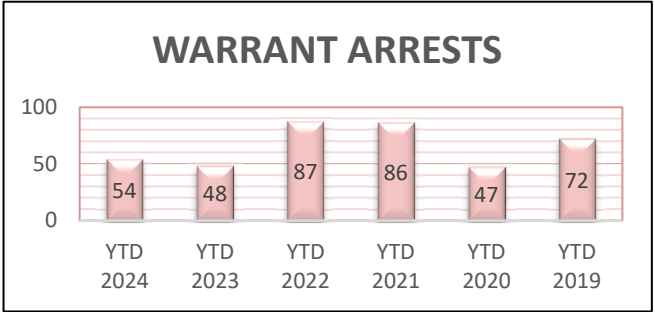 WARRANT ARRESTS
100
50
0
54
48
87
86
47
72
YTD 2024
YTD 2023
YTD 2022
YTD 2021
YTD 2020
YTD 2019